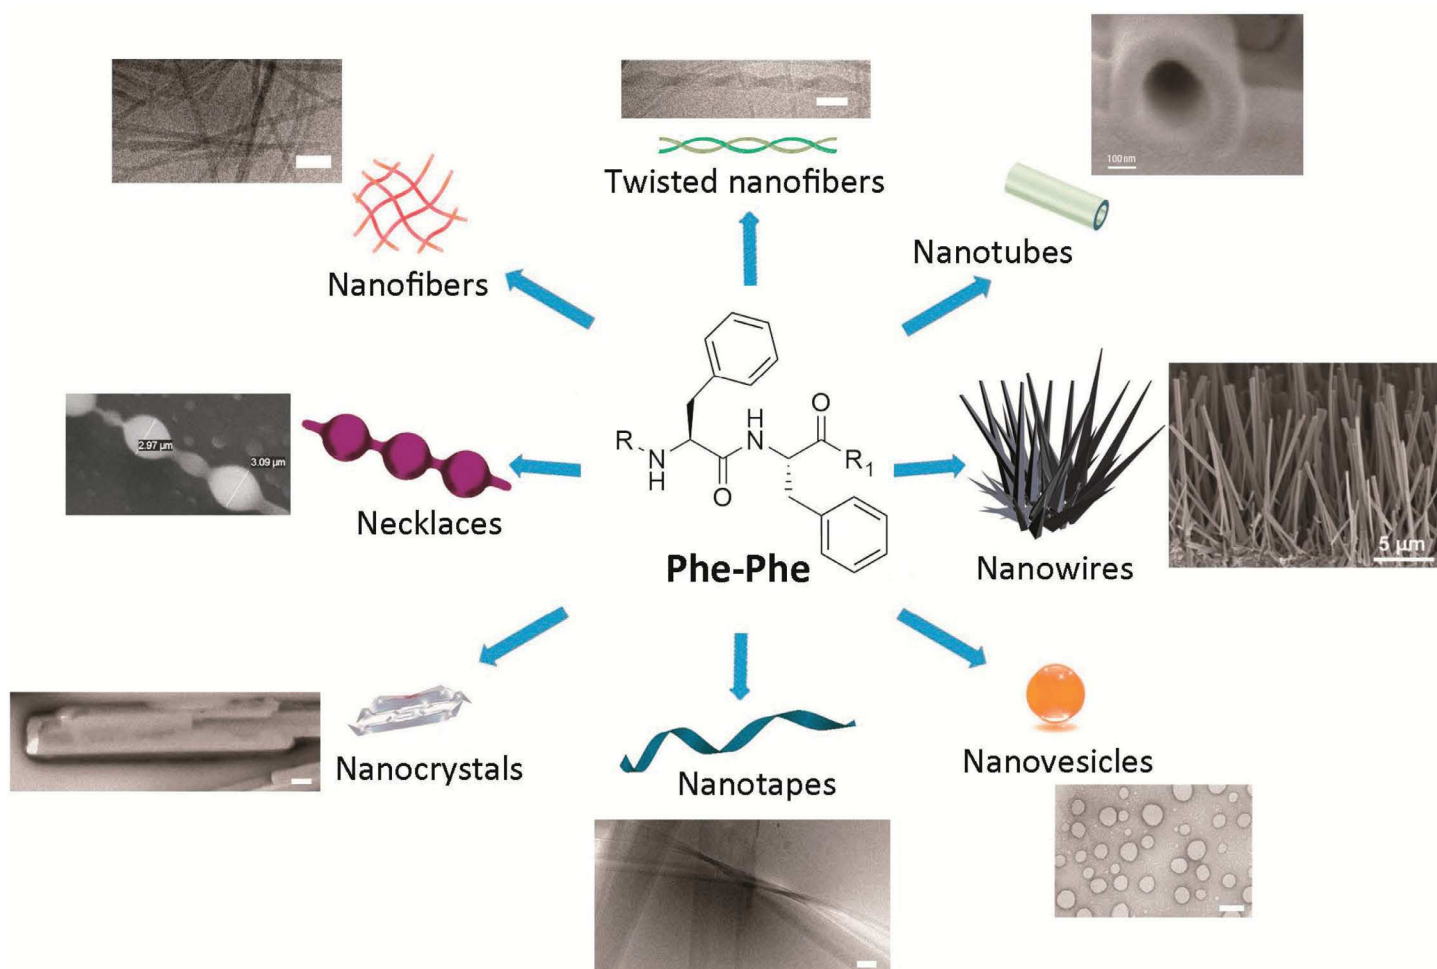 Twisted nanofibers
100 nm
Nanotubes
Nanofibers
2.97 µm
3.09 µm
Necklaces
R
N
H
O
H
N
O
R1
Phe-Phe
5 µm
Nanowires
Nanocrystals
Nanotapes
Nanovesicles